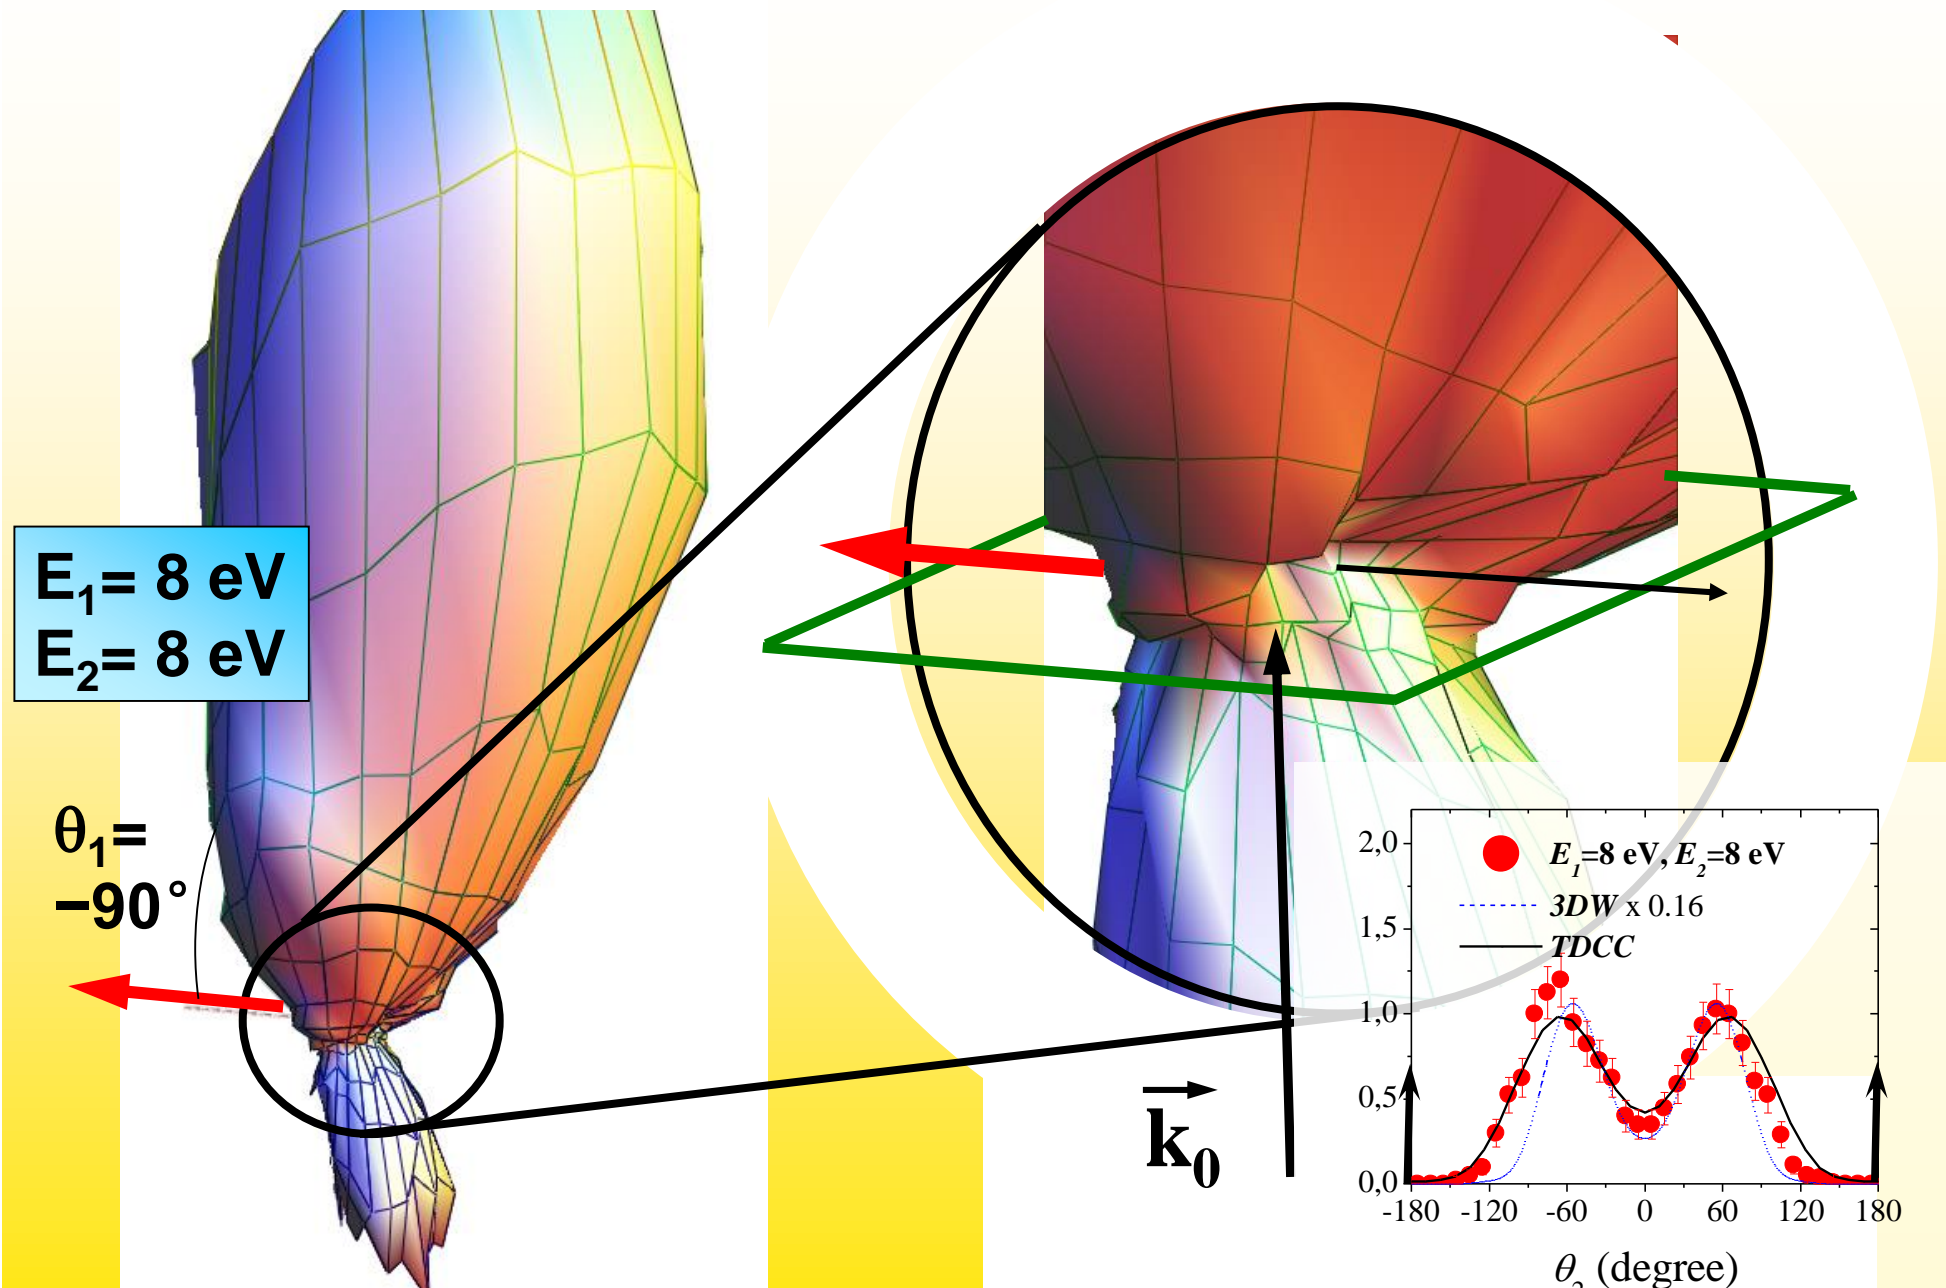 E1= 8 eV
E2= 8 eV
θ1=
−90°
k0
E1=8 eV, E2=8 eV
3DW x 0.16
TDCC
2,0
1,5
1,0
0,5
0,0
-180 -120 -60 0 60 120 180
θ2 (degree)